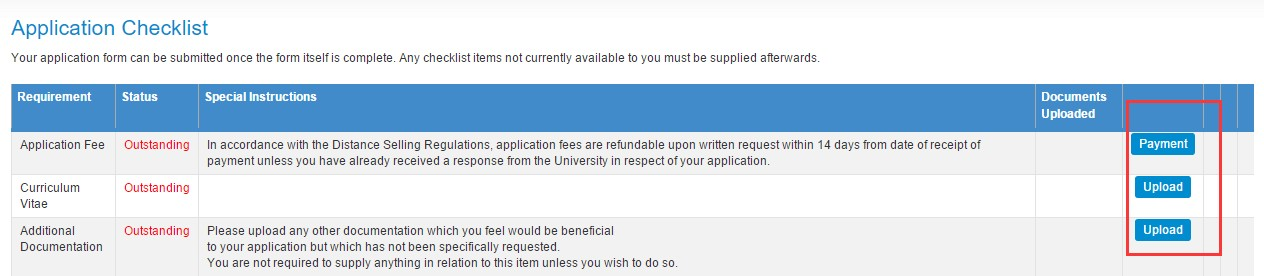 Application Checklist
Your application form can be submitted once the form itself is complete. Any checklist items not currently available to you must be supplied afterwards.
Requirement Status Special Instructions Documents
Uploaded
Application Fee Outstanding In accordance with the Distance Selling Regulations, application fees are refundable upon written request within 14 days from date of receipt of Payment
payment unless you have already received a response from the University in respect of your application.
Curriculum Outstanding Upload
Vitae
Additional Outstanding Please upload any other documentation which you feel would be beneficial Upload
Documentation to your application but which has not been specifically requested.
You are not required to supply anything in relation to this item unless you wish to do so.